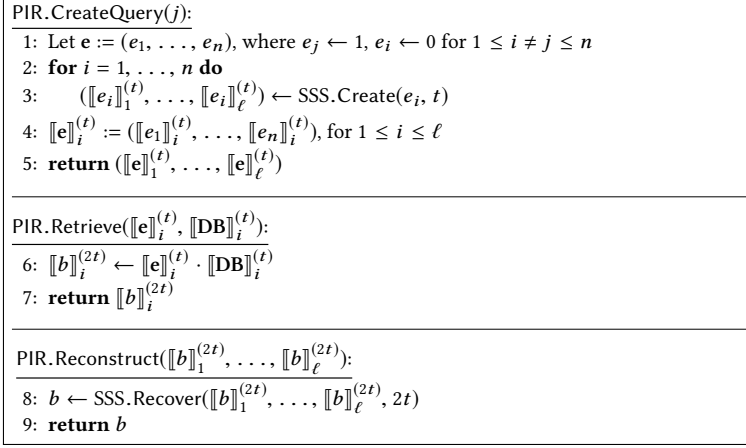 PIR.CreateQuery(j):
1: Let e := (e_1, . . . , e_n), where e_j ← 1, e_i ← 0 for 1 ≤ i ≠ j ≤ n
2: for i = 1, . . . , n do
3: (⟦e_i⟧_1^{(t)}, . . . , ⟦e_i⟧_ℓ^{(t)}) ← SSS.Create(e_i, t)
4: ⟦e⟧_i^{(t)} := (⟦e_1⟧_i^{(t)}, . . . , ⟦e_n⟧_i^{(t)}), for 1 ≤ i ≤ ℓ
5: return (⟦e⟧_1^{(t)}, . . . , ⟦e⟧_ℓ^{(t)})
PIR.Retrieve(⟦e⟧_i^{(t)}, ⟦DB⟧_i^{(t)}):
6: ⟦b⟧_i^{(2t)} ← ⟦e⟧_i^{(t)} · ⟦DB⟧_i^{(t)}
7: return ⟦b⟧_i^{(2t)}
PIR.Reconstruct(⟦b⟧_1^{(2t)}, . . . , ⟦b⟧_ℓ^{(2t)}):
8: b ← SSS.Recover(⟦b⟧_1^{(2t)}, . . . , ⟦b⟧_ℓ^{(2t)}, 2t)
9: return b